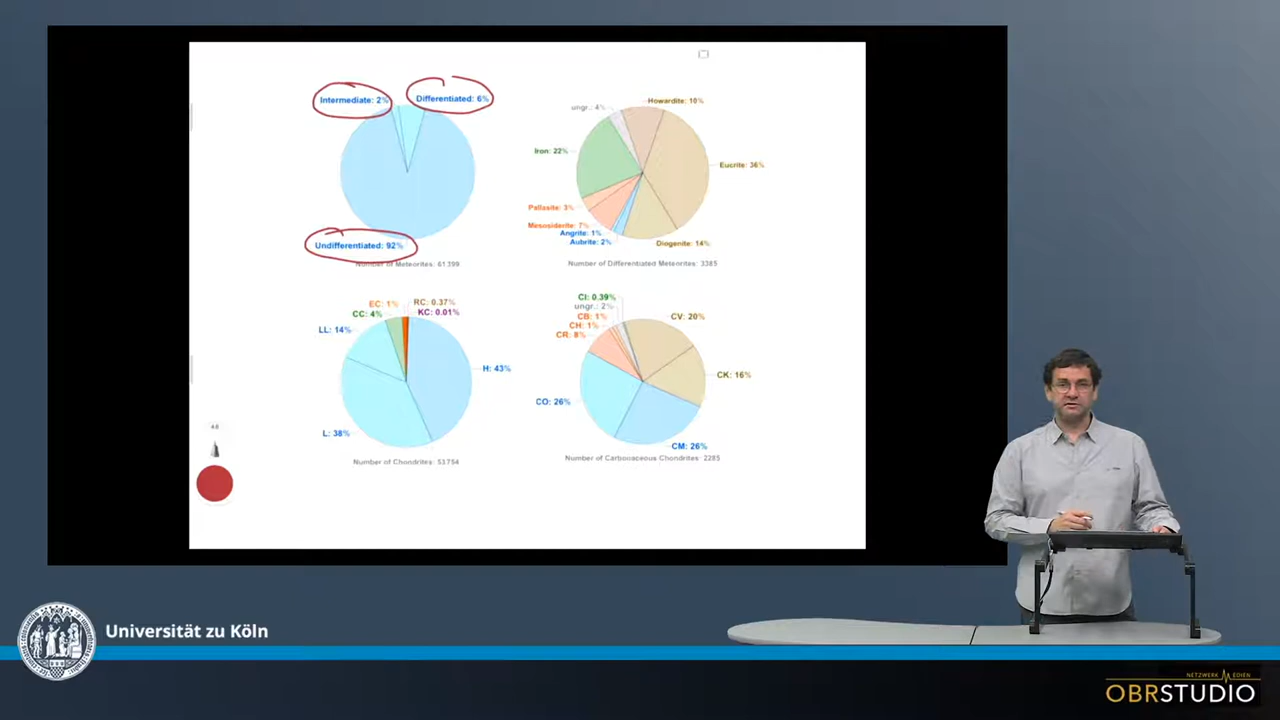 Intermediate: 2%
Differentiated: 6%
Undifferentiated: 92%
Number of Meteorites: 61399
ungr.: 4%
Howardite: 10%
Iron: 22%
Eucrite: 36%
Pallasite: 3%
Mesosiderite: 7%
Angrite: 1%
Aubrite: 2%
Diogenite: 14%
Number of Differentiated Meteorites: 3385
EC: 1%
RC: 0.37%
CC: 4%
KC: 0.01%
LL: 14%
H: 43%
L: 38%
Number of Chondrites: 53754
CI: 0.39%
ungr.: 2%
CB: 1%
CH: 1%
CR: 8%
CV: 20%
CK: 16%
CO: 26%
CM: 26%
Number of Carbonaceous Chondrites: 2285
48
Universität zu Köln
NETZWERK MEDIEN
OBRSTUDIO